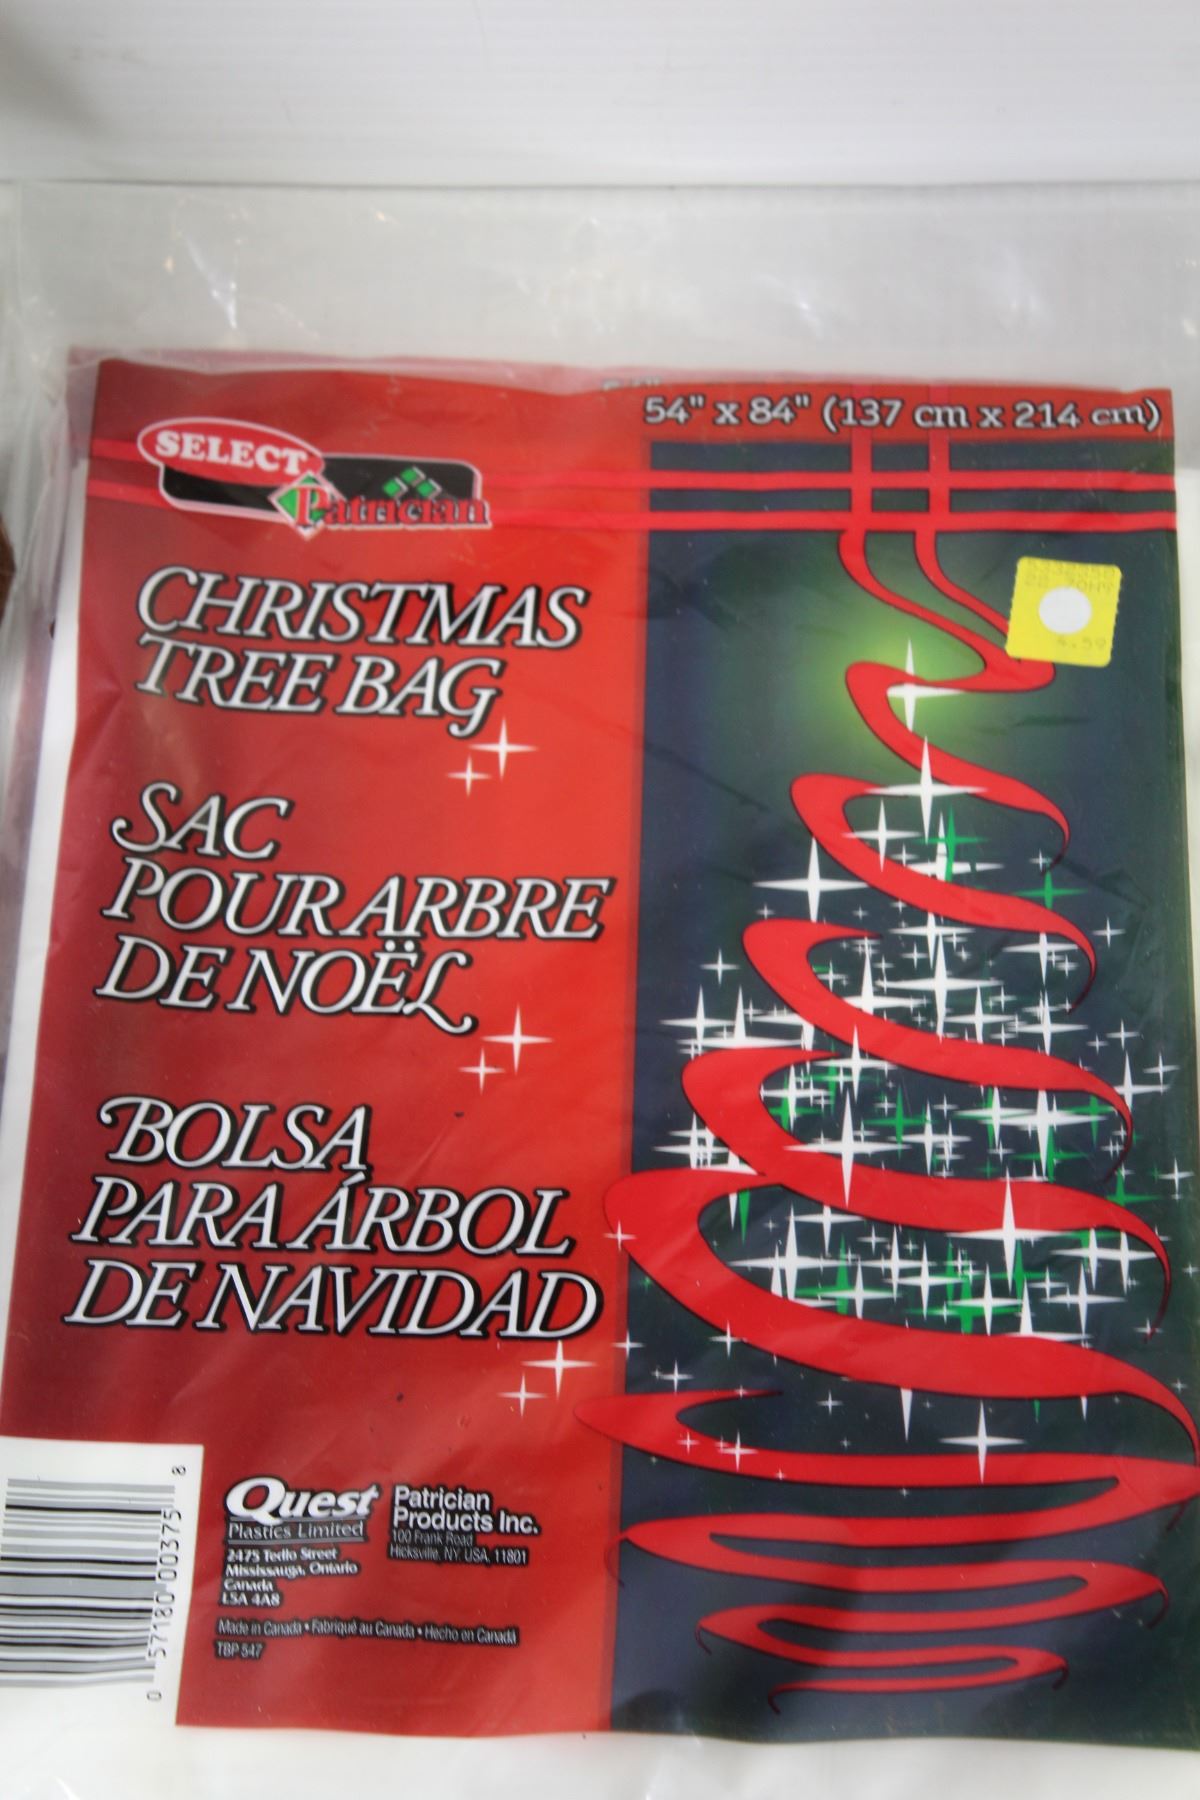 54" x 84" (137 cm x 214 cm)
SELECT
Patrician
CHRISTMAS
TREE BAG
SAC
POUR ARBRE
DE NOËL
BOLSA
PARA ÁRBOL
DE NAVIDAD
Quest
Plastics Limited
2475 Tedlo Street
Mississauga, Ontario
Canada
L5A 4A8
Patrician
Products Inc.
100 Frank Road
Hicksville, NY, USA, 11801
Made in Canada • Fabriqué au Canada • Hecho en Canadá
TBP 547
0 57180 00375 8
4.59